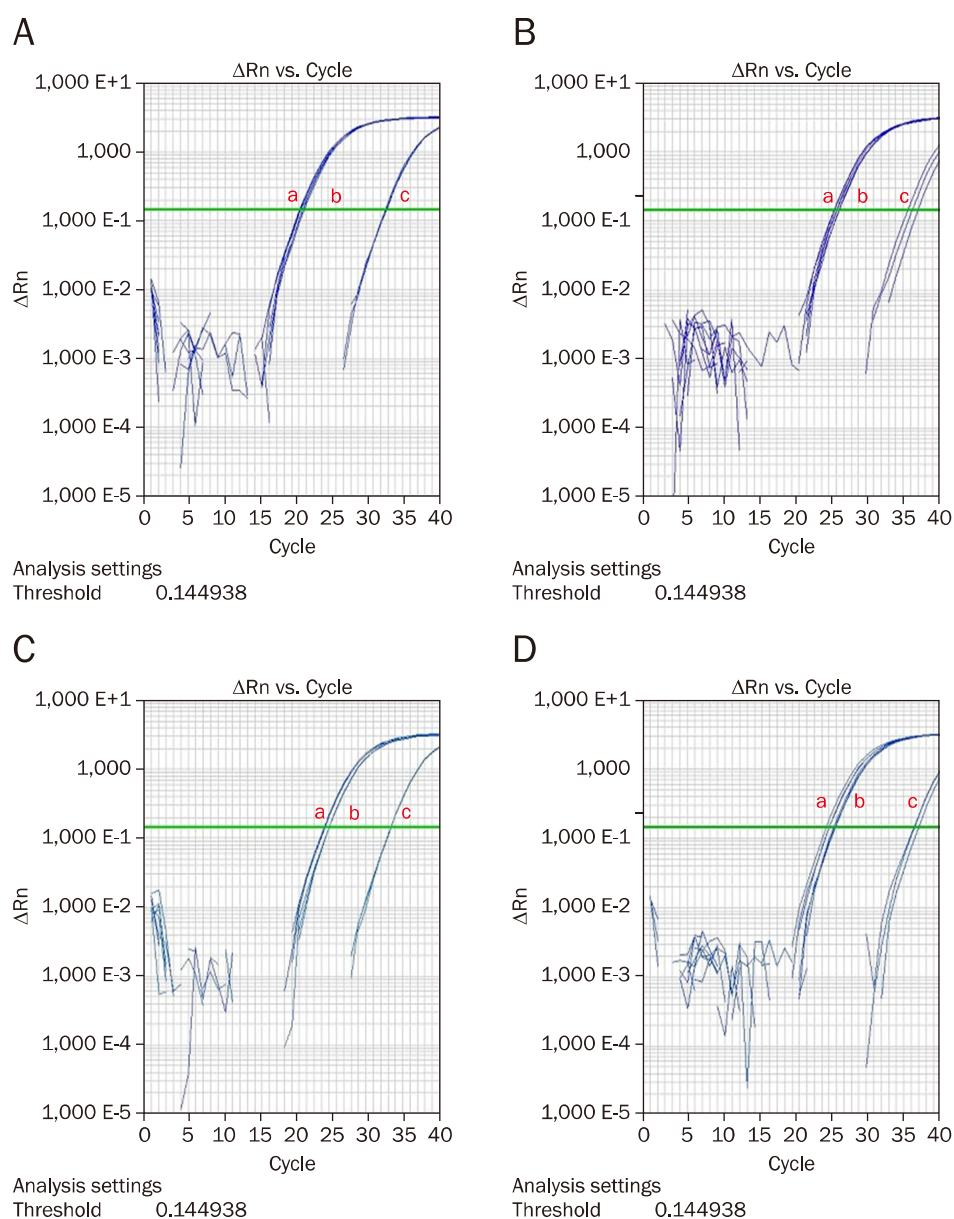 A
ΔRn vs. Cycle
1,000 E+1
1,000
1,000 E-1
1,000 E-2
1,000 E-3
1,000 E-4
1,000 E-5
ΔRn
a b c
0 5 10 15 20 25 30 35 40
Cycle
Analysis settings
Threshold 0.144938
B
ΔRn vs. Cycle
1,000 E+1
1,000
1,000 E-1
1,000 E-2
1,000 E-3
1,000 E-4
1,000 E-5
ΔRn
a b c
0 5 10 15 20 25 30 35 40
Cycle
Analysis settings
Threshold 0.144938
C
ΔRn vs. Cycle
1,000 E+1
1,000
1,000 E-1
1,000 E-2
1,000 E-3
1,000 E-4
1,000 E-5
ΔRn
a b c
0 5 10 15 20 25 30 35 40
Cycle
Analysis settings
Threshold 0.144938
D
ΔRn vs. Cycle
1,000 E+1
1,000
1,000 E-1
1,000 E-2
1,000 E-3
1,000 E-4
1,000 E-5
ΔRn
a b c
0 5 10 15 20 25 30 35 40
Cycle
Analysis settings
Threshold 0.144938